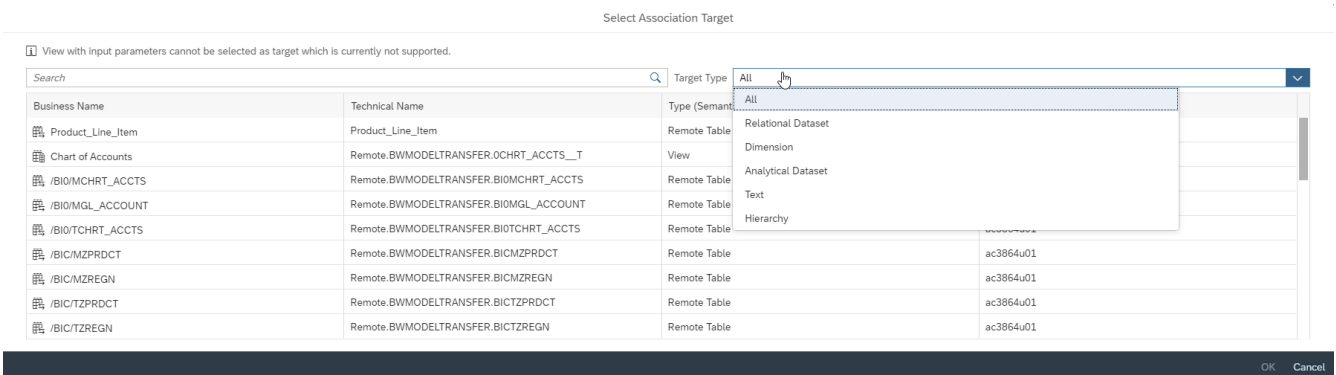 Select Association Target
View with input parameters cannot be selected as target which is currently not supported.
Search Target Type All
Business Name Technical Name Type (Semant
All
Relational Dataset
Dimension
Analytical Dataset
Text
Hierarchy
Product_Line_Item Product_Line_Item Remote Table
Chart of Accounts Remote.BWMODELTRANSFER.0CHRT_ACCTS__T View
/BI0/MCHRT_ACCTS Remote.BWMODELTRANSFER.BI0MCHRT_ACCTS Remote Table
/BI0/MGL_ACCOUNT Remote.BWMODELTRANSFER.BI0MGL_ACCOUNT Remote Table
/BI0/TCHRT_ACCTS Remote.BWMODELTRANSFER.BI0TCHRT_ACCTS Remote Table
/BIC/MZPRDCT Remote.BWMODELTRANSFER.BICMZPRDCT Remote Table ac3864u01
/BIC/MZREGN Remote.BWMODELTRANSFER.BICMZREGN Remote Table ac3864u01
/BIC/TZPRDCT Remote.BWMODELTRANSFER.BICTZPRDCT Remote Table ac3864u01
/BIC/TZREGN Remote.BWMODELTRANSFER.BICTZREGN Remote Table ac3864u01
OK Cancel